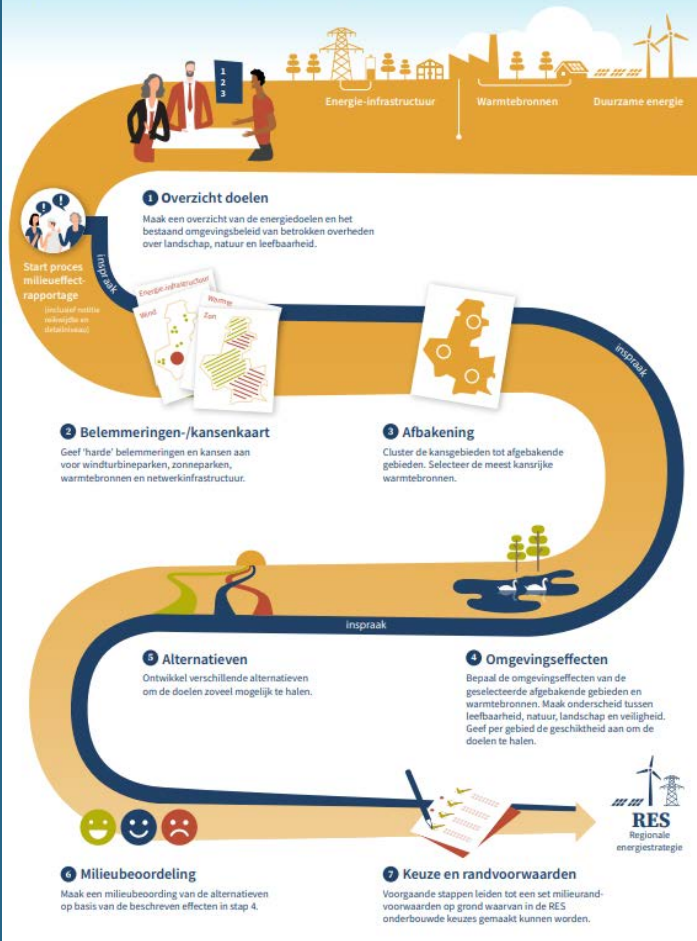 1
2
3
Energie-infrastructuur
Warmtebronnen
Duurzame energie
1 Overzicht doelen
Maak een overzicht van de energiedoelen en het
bestaand omgevingsbeleid van betrokken overheden
over landschap, natuur en leefbaarheid.
! !
Start proces
milieueffect-
rapportage
(inclusief notitie
reikwijdte en
detailniveau)
inspraak
Energie-infrastructuur
Wind
Warmte
Zon
inspraak
2 Belemmeringen-/kansenkaart
Geef ‘harde’ belemmeringen en kansen aan
voor windturbineparken, zonneparken,
warmtebronnen en netwerkinfrastructuur.
3 Afbakening
Cluster de kansgebieden tot afgebakende
gebieden. Selecteer de meest kansrijke
warmtebronnen.
inspraak
5 Alternatieven
Ontwikkel verschillende alternatieven
om de doelen zoveel mogelijk te halen.
4 Omgevingseffecten
Bepaal de omgevingseffecten van de
geselecteerde afgebakende gebieden en
warmtebronnen. Maak onderscheid tussen
leefbaarheid, natuur, landschap en veiligheid.
Geef per gebied de geschiktheid aan om de
doelen te halen.
RES
Regionale
energiestrategie
6 Milieubeoordeling
Maak een milieubeoording van de alternatieven
op basis van de beschreven effecten in stap 4.
7 Keuze en randvoorwaarden
Voorgaande stappen leiden tot een set milieurand-
voorwaarden op grond waarvan in de RES
onderbouwde keuzes gemaakt kunnen worden.